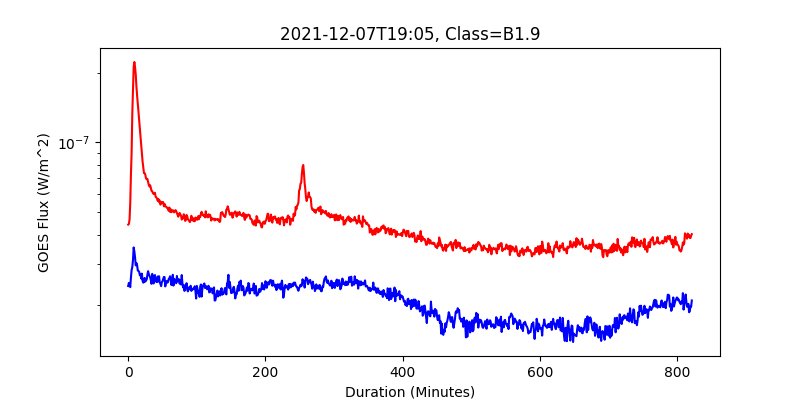 2021-12-07T19:05, Class=B1.9
GOES Flux (W/m^2)
10⁻⁷
0 200 400 600 800
Duration (Minutes)